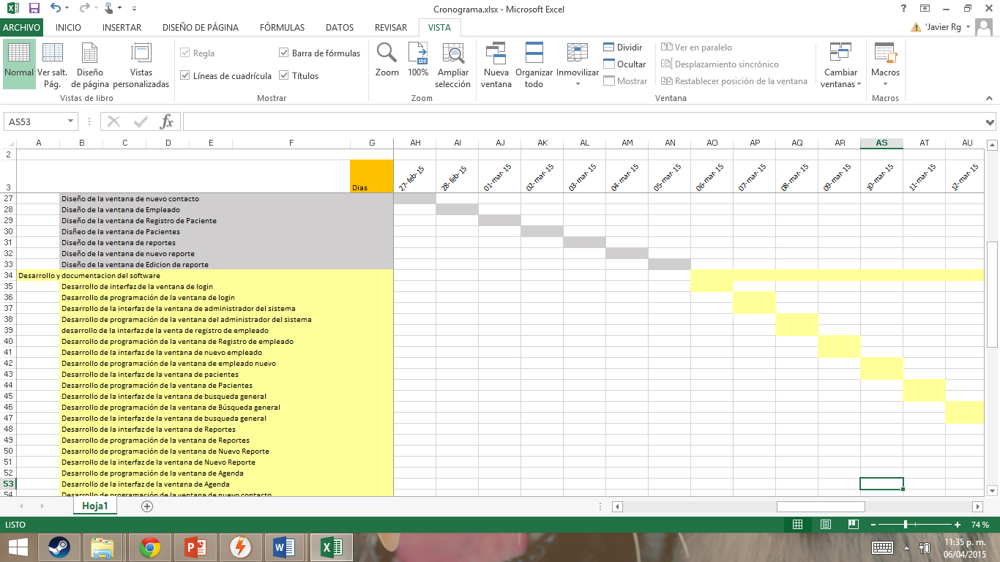 Cronograma.xlsx - Microsoft Excel
ARCHIVO INICIO INSERTAR DISEÑO DE PÁGINA FÓRMULAS DATOS REVISAR VISTA 'Javier Rg
Normal Ver salt. Pág. Diseño de página Vistas personalizadas
Vistas de libro
Regla Barra de fórmulas
Líneas de cuadrícula Títulos
Mostrar
Zoom 100% Ampliar selección
Zoom
Nueva ventana Organizar todo Inmovilizar
Dividir
Ocultar
Mostrar
Ver en paralelo
Desplazamiento sincrónico
Restablecer posición de la ventana
Cambiar ventanas
Ventana
Macros
Macros
AS53 fx
A B C D E F G AH AI AJ AK AL AM AN AO AP AQ AR AS AT AU
2
3 Dias 27-feb-15 28-feb-15 01-mar-15 02-mar-15 03-mar-15 04-mar-15 05-mar-15 06-mar-15 07-mar-15 08-mar-15 09-mar-15 10-mar-15 11-mar-15 12-mar-15
27 Diseño de la ventana de nuevo contacto
28 Diseño de la ventana de Empleado
29 Diseño de la ventana de Registro de Paciente
30 Disñeo de la ventana de Pacientes
31 Diseño de la ventana de reportes
32 Diseño de la ventana de nuevo reporte
33 Diseño de la ventana de Edicion de reporte
34 Desarrollo y documentacion del software
35 Desarrollo de interfaz de la ventana de login
36 Desarrollo de programación de la ventana de login
37 Desarrollo de la interfaz de la ventana de administrador del sistema
38 Desarrollo de programación de la ventana del administrador del sistema
39 desarrollo de la interfaz de la venta de registro de empleado
40 Desarrollo de programación de la ventana de Registro de empleado
41 Desarrollo de la interfaz de la ventana de nuevo empleado
42 Desarrollo de programación de la ventana de empleado nuevo
43 Desarrollo de la interfaz de la ventana de pacientes
44 Desarrollo de programación de la ventana de Pacientes
45 Desarrollo de la interfaz de la ventana de busqueda general
46 Desarrollo de programación de la ventana de Búsqueda general
47 Desarrollo de la interfaz de la ventana de busqueda general
48 Desarrollo de la interfaz de la ventana de Reportes
49 Desarrollo de programación de la ventana de Reportes
50 Desarrollo de programación de la ventana de Nuevo Reporte
51 Desarrollo de la interfaz de la ventana de Nuevo Reporte
52 Desarrollo de programación de la ventana de Agenda
53 Desarrollo de la interfaz de la ventana de Agenda
54 Desarrollo de programación de la ventana de nuevo contacto
Hoja1
LISTO 74 %
11:35 p. m.
06/04/2015